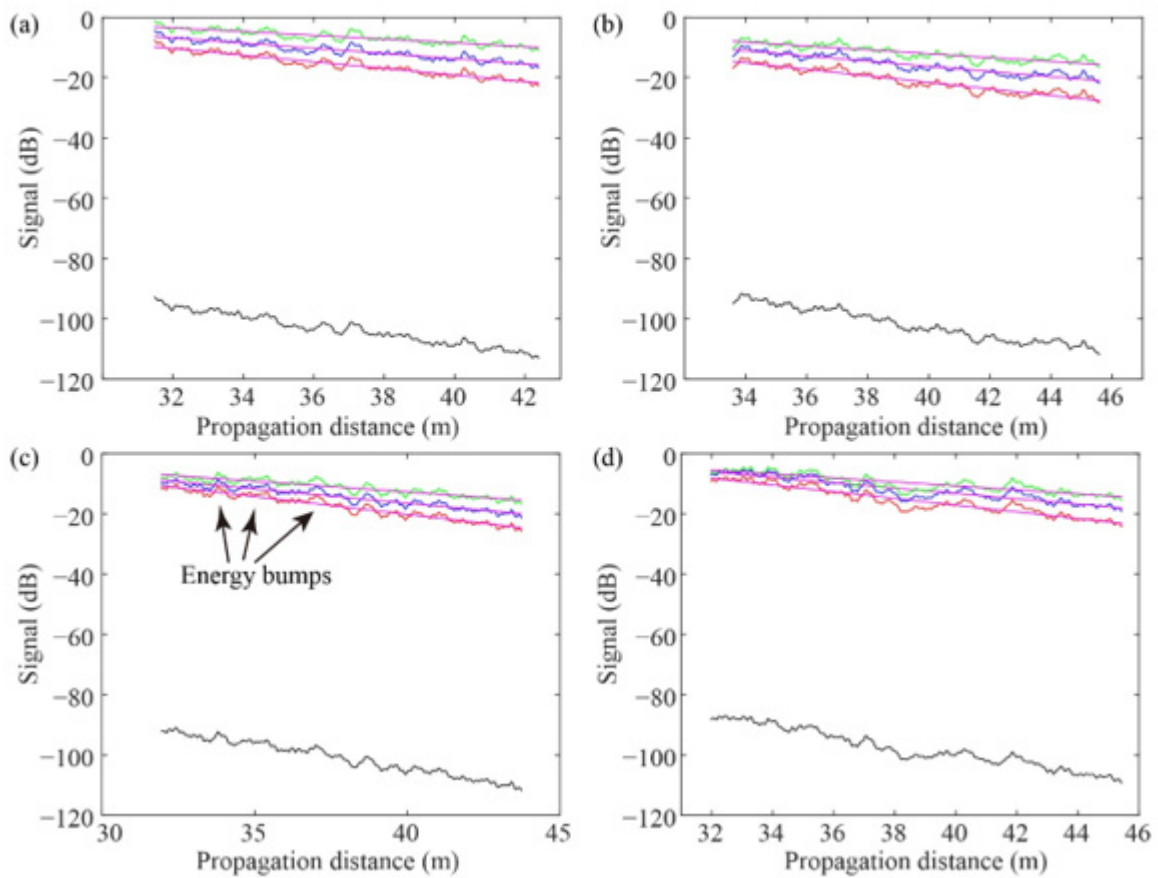 (a)
0
−20
−40
−60
−80
−100
−120
Signal (dB)
32 34 36 38 40 42
Propagation distance (m)
(b)
0
−20
−40
−60
−80
−100
−120
Signal (dB)
34 36 38 40 42 44 46
Propagation distance (m)
(c)
0
−20
−40
−60
−80
−100
−120
Signal (dB)
Energy bumps
30 35 40 45
Propagation distance (m)
(d)
0
−20
−40
−60
−80
−100
−120
Signal (dB)
32 34 36 38 40 42 44 46
Propagation distance (m)